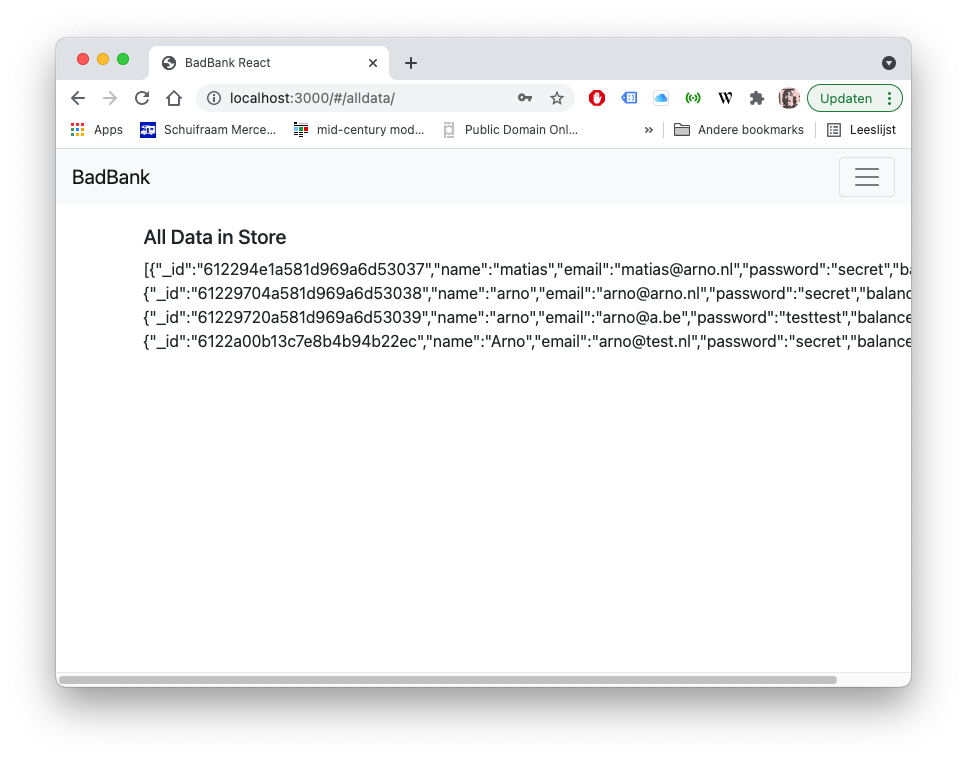 BadBank React
localhost:3000/#/alldata/
Updaten
Apps
Schuifraam Merce...
mid-century mod...
Public Domain Onl...
»
Andere bookmarks
Leeslijst
BadBank
All Data in Store
[{"_id":"612294e1a581d969a6d53037","name":"matias","email":"matias@arno.nl","password":"secret","ba
{"_id":"61229704a581d969a6d53038","name":"arno","email":"arno@arno.nl","password":"secret","balanc
{"_id":"61229720a581d969a6d53039","name":"arno","email":"arno@a.be","password":"testtest","balance
{"_id":"6122a00b13c7e8b4b94b22ec","name":"Arno","email":"arno@test.nl","password":"secret","balance